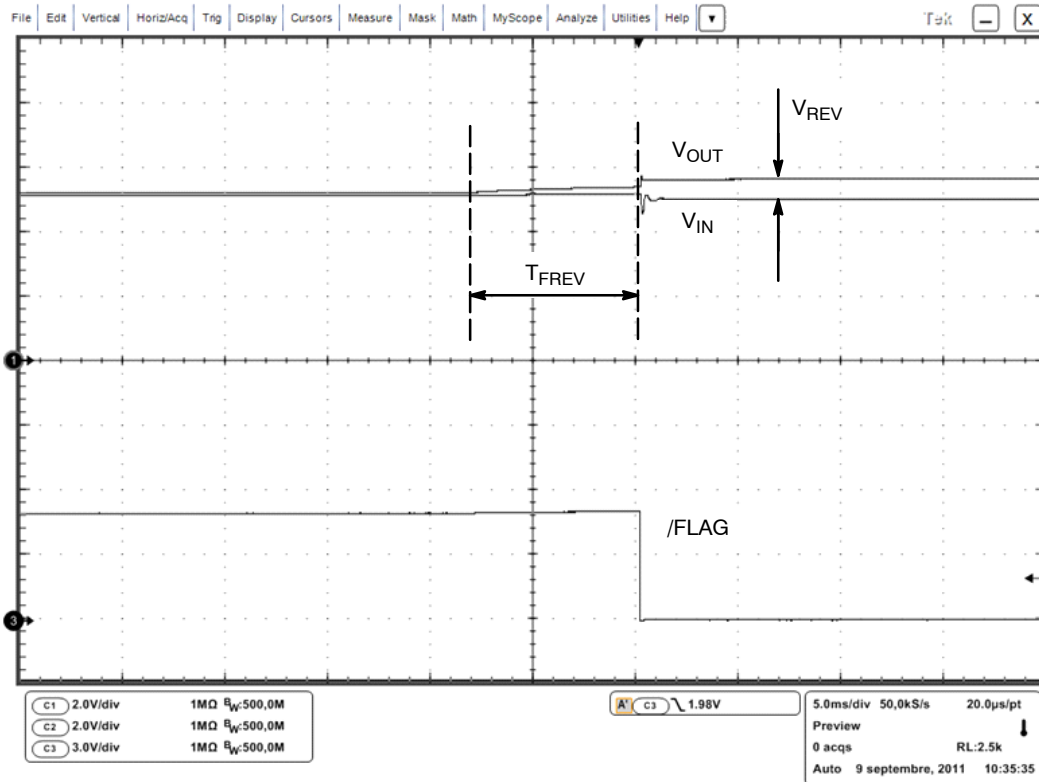 File Edit Vertical Horiz/Acq Trig Display Cursors Measure Mask Math MyScope Analyze Utilities Help Tek X
VREV
VOUT
VIN
TFREV
1
/FLAG
3
C1 2.0V/div 1MΩ BW:500,0M
C2 2.0V/div 1MΩ BW:500,0M
C3 3.0V/div 1MΩ BW:500,0M
A' C3 1.98V
5.0ms/div 50,0kS/s 20.0µs/pt
Preview
0 acqs RL:2.5k
Auto 9 septembre, 2011 10:35:35